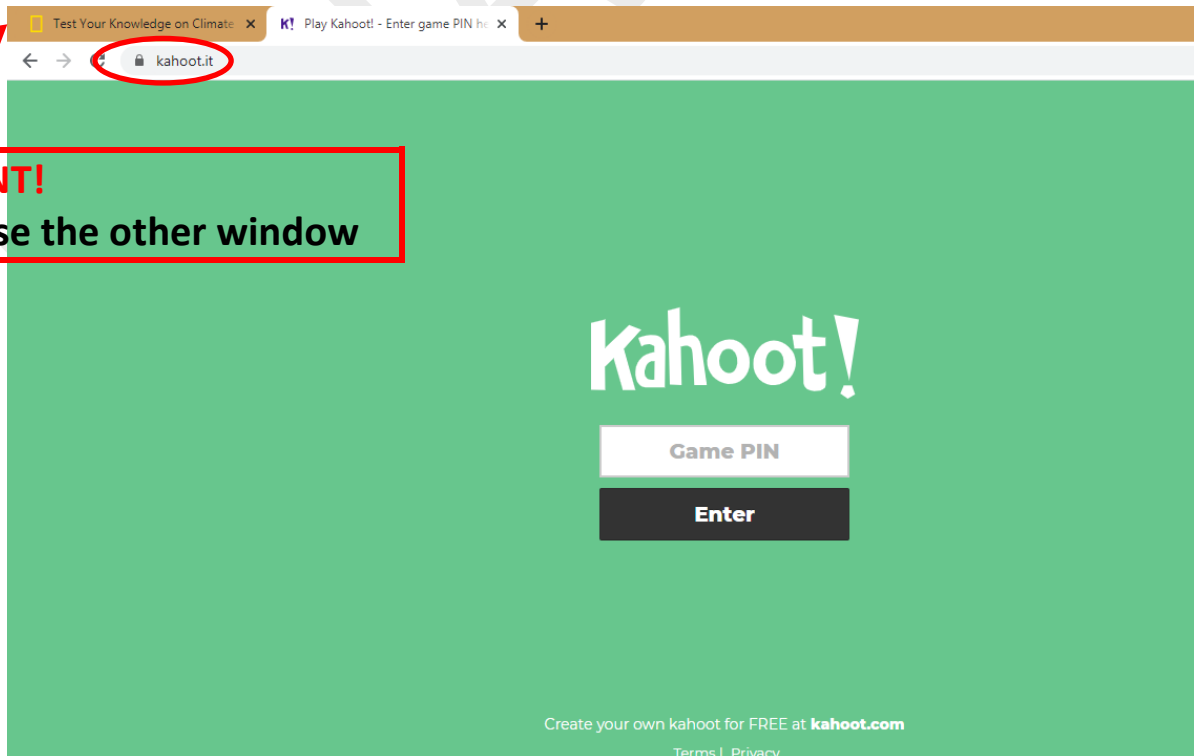 Test Your Knowledge on Climate
K! Play Kahoot! - Enter game PIN he
kahoot.it
NT!
se the other window
Kahoot!
Game PIN
Enter
Create your own kahoot for FREE at kahoot.com
Terms | Privacy